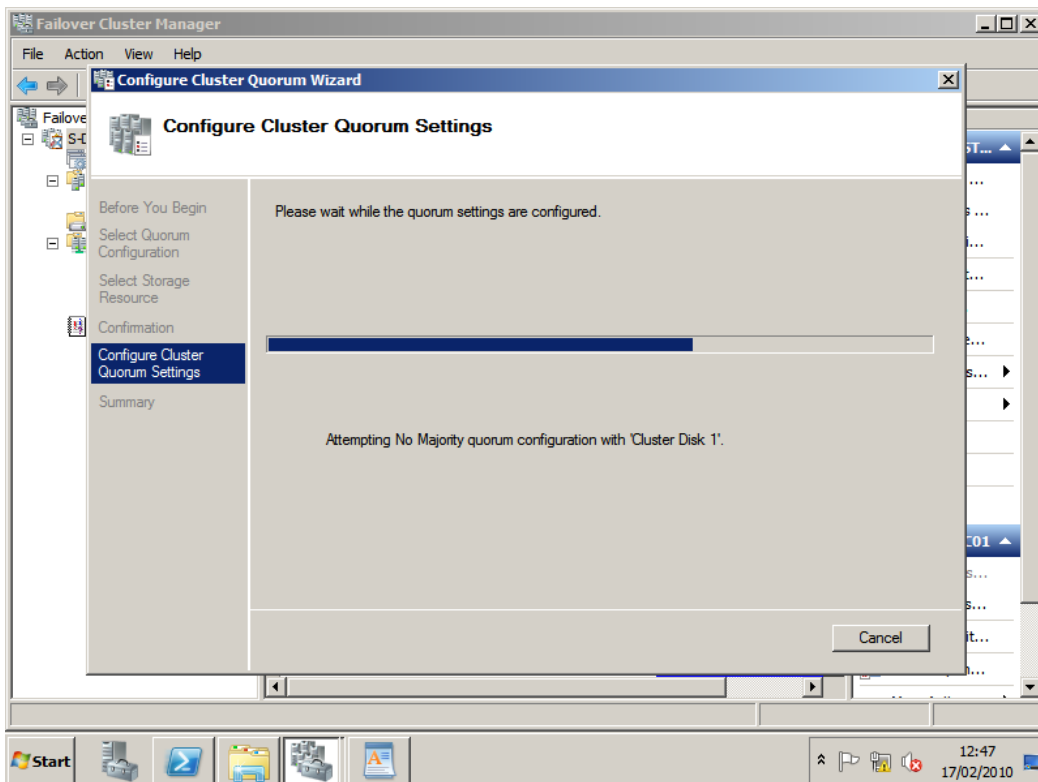 Failover Cluster Manager
File Action View Help
Configure Cluster Quorum Wizard
Configure Cluster Quorum Settings
Before You Begin
Select Quorum
Configuration
Select Storage
Resource
Confirmation
Configure Cluster
Quorum Settings
Summary
Please wait while the quorum settings are configured.
Attempting No Majority quorum configuration with 'Cluster Disk 1'.
Cancel
Start
12:47
17/02/2010